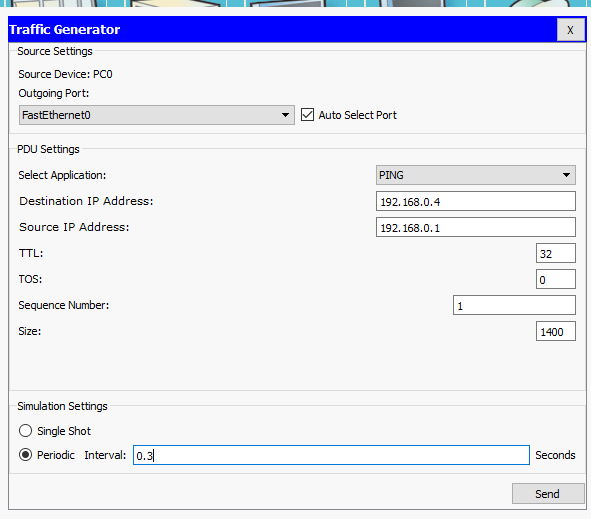 Traffic Generator X
Source Settings
Source Device: PC0
Outgoing Port:
FastEthernet0 Auto Select Port
PDU Settings
Select Application: PING
Destination IP Address: 192.168.0.4
Source IP Address: 192.168.0.1
TTL: 32
TOS: 0
Sequence Number: 1
Size: 1400
Simulation Settings
Single Shot
Periodic Interval: 0.3 Seconds
Send